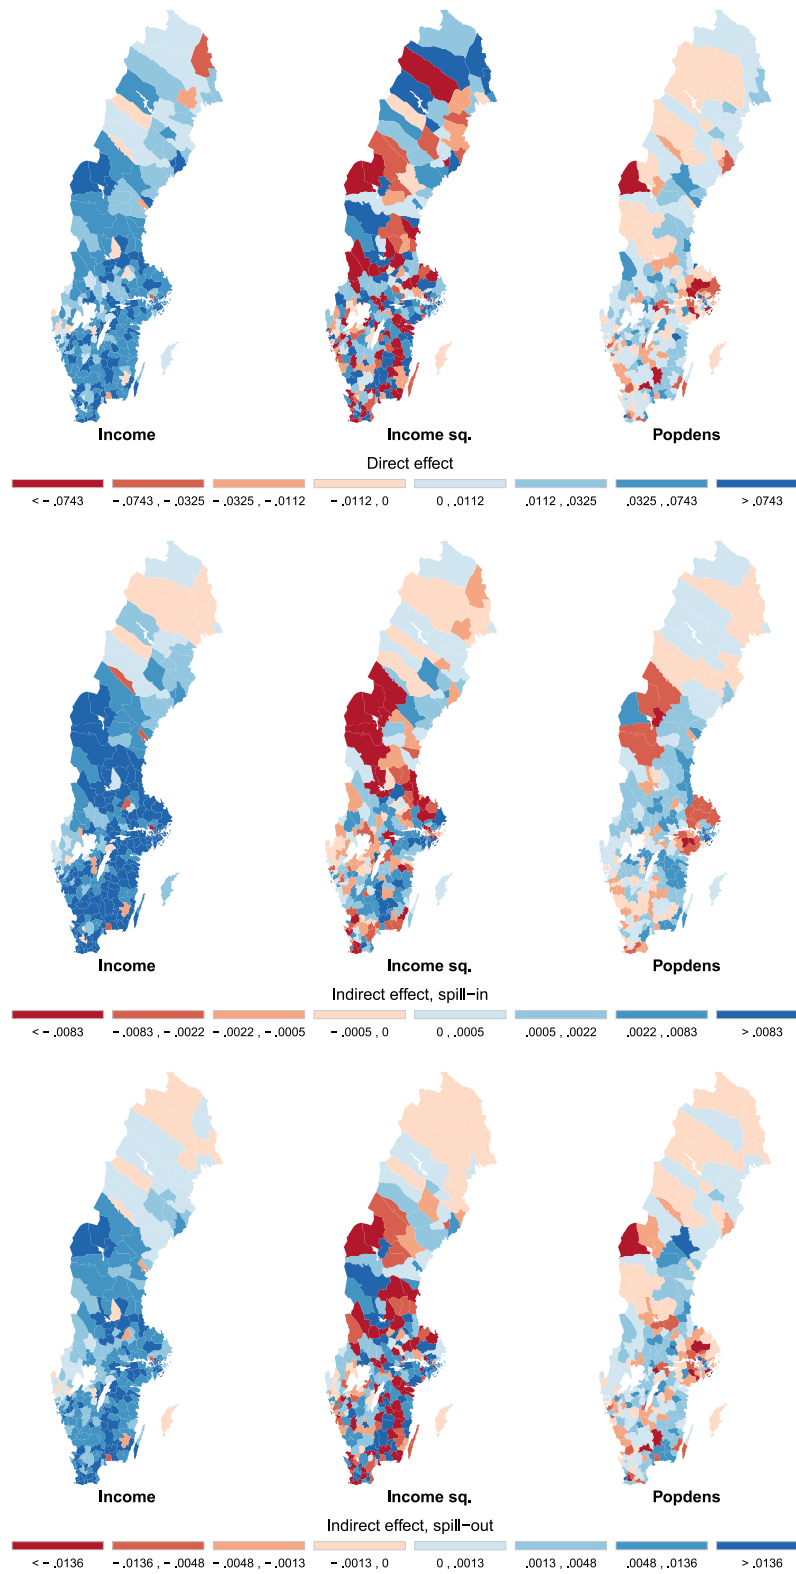 Income Income sq. Popdens
Direct effect
< − .0743 − .0743 , − .0325 − .0325 , − .0112 − .0112 , 0 0 , .0112 .0112 , .0325 .0325 , .0743 > .0743
Income Income sq. Popdens
Indirect effect, spill−in
< − .0083 − .0083 , − .0022 − .0022 , − .0005 − .0005 , 0 0 , .0005 .0005 , .0022 .0022 , .0083 > .0083
Income Income sq. Popdens
Indirect effect, spill−out
< − .0136 − .0136 , − .0048 − .0048 , − .0013 − .0013 , 0 0 , .0013 .0013 , .0048 .0048 , .0136 > .0136